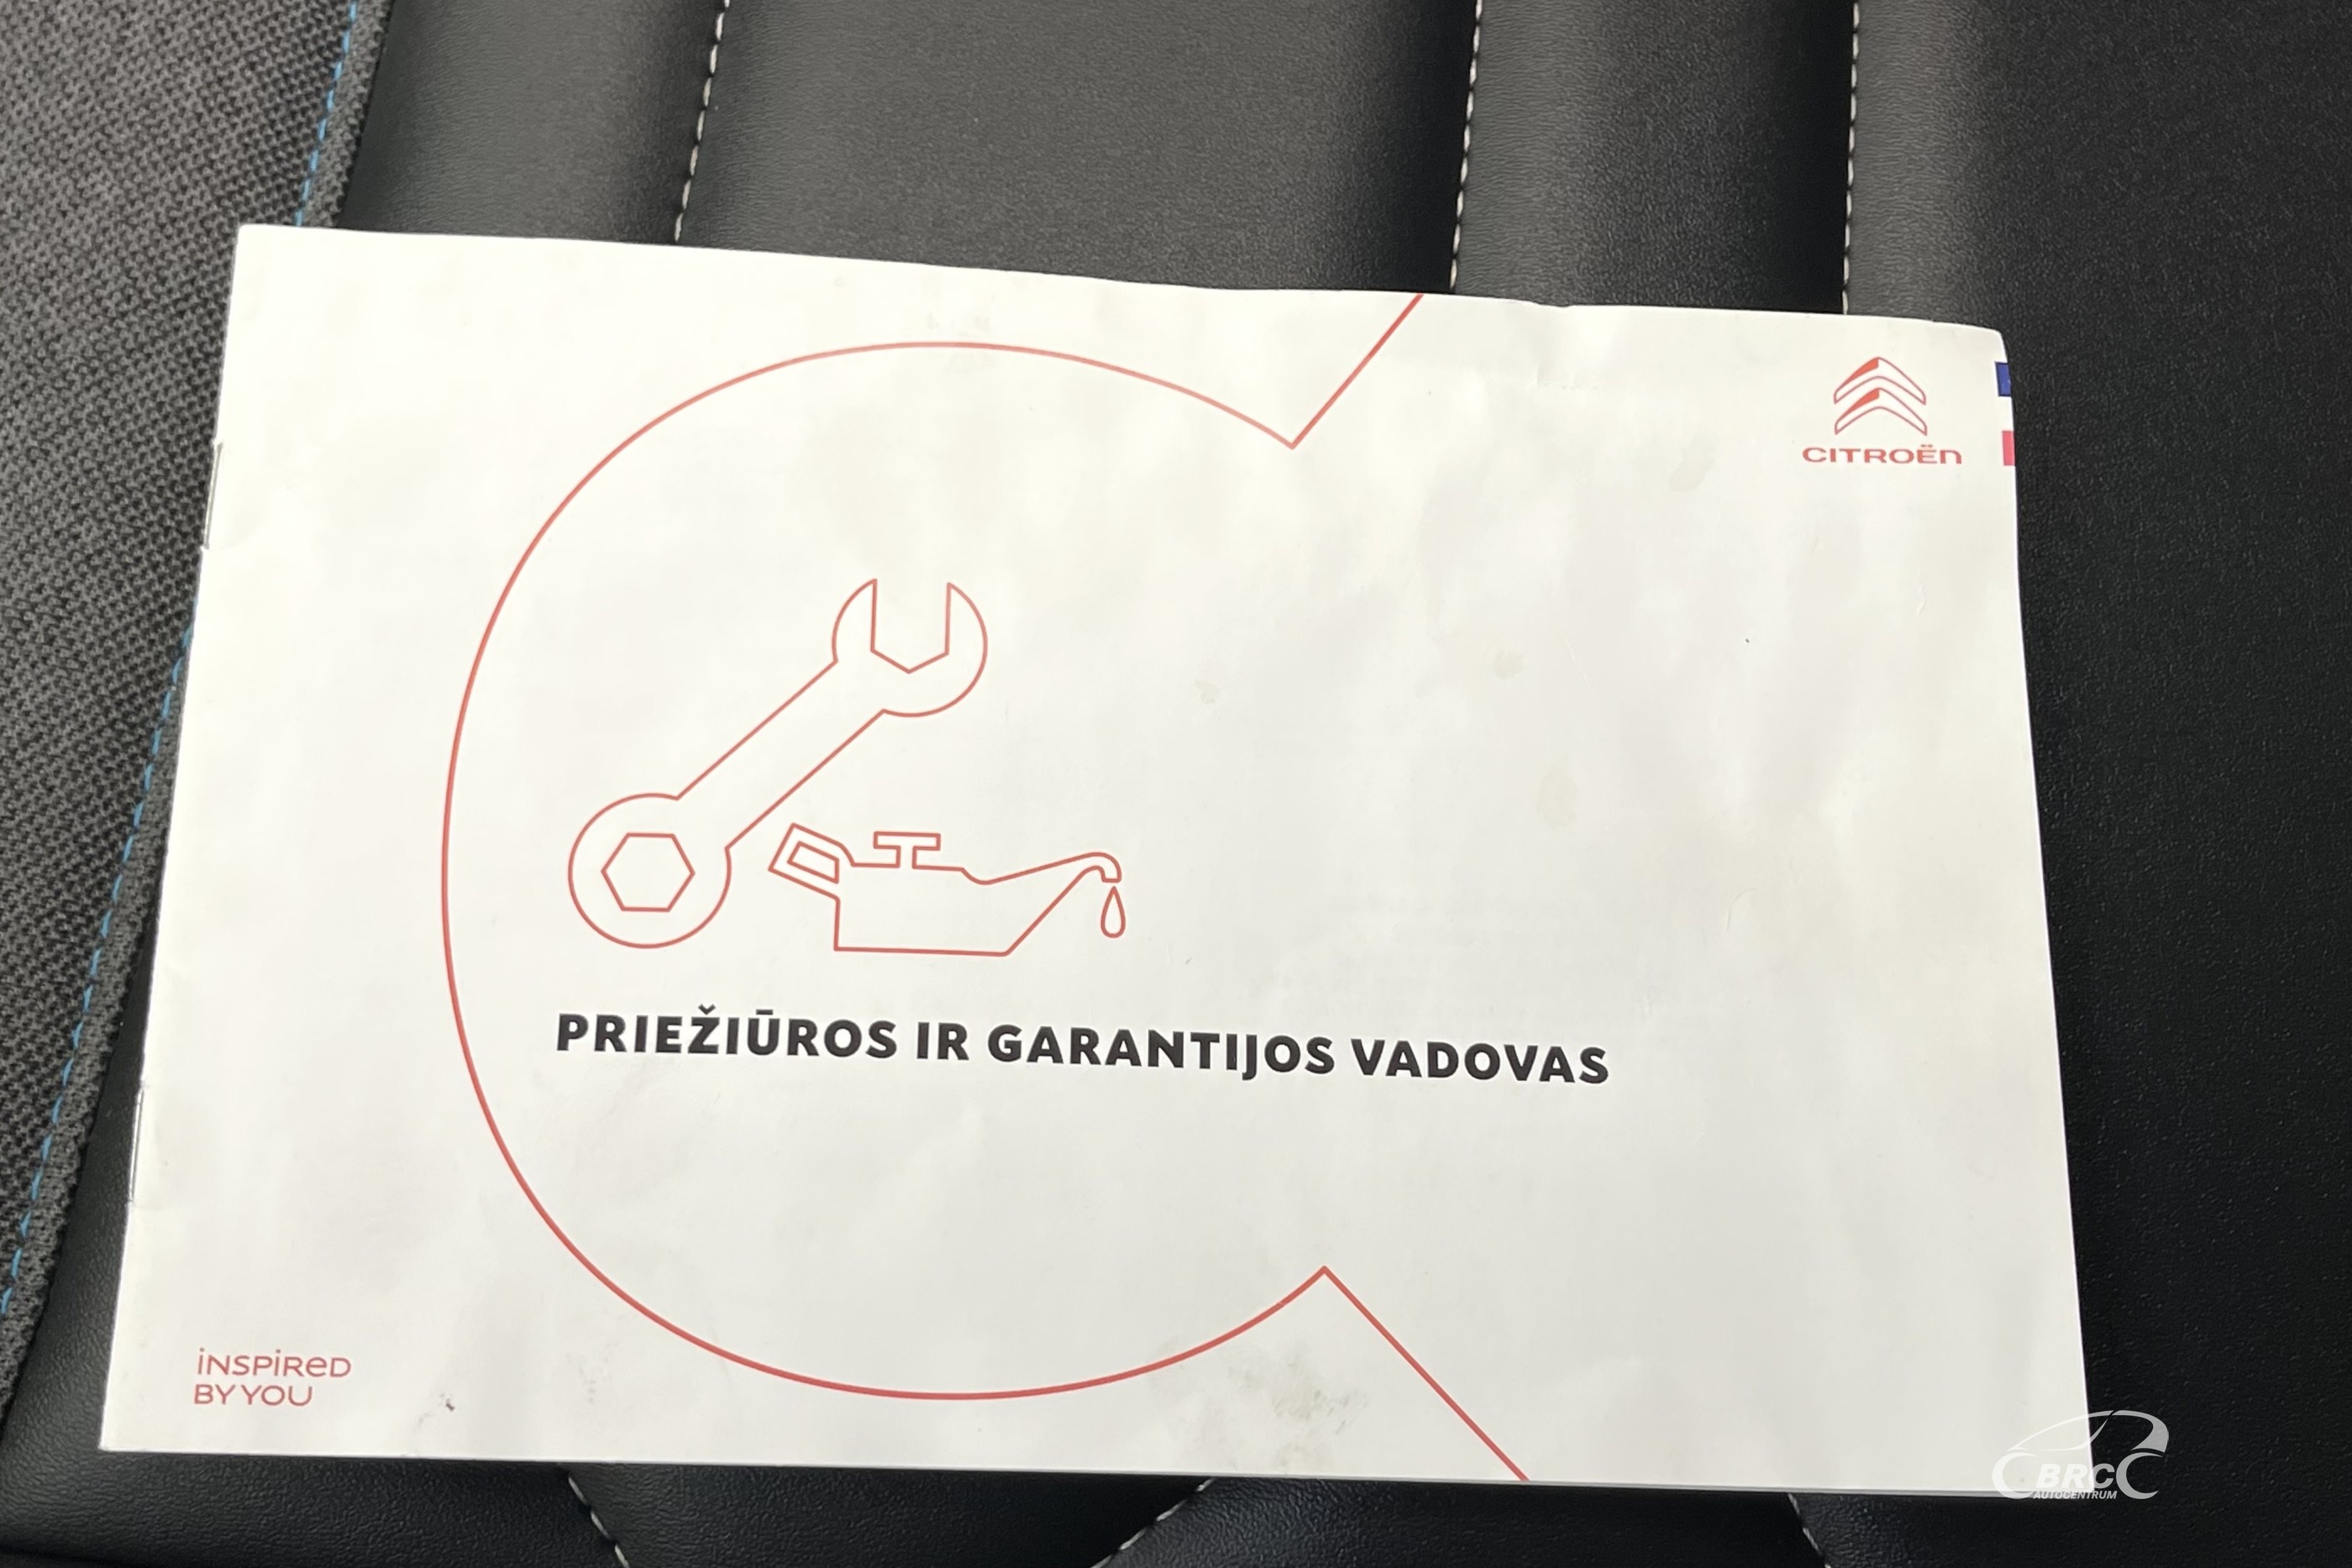 CITROËN
PRIEŽIŪROS IR GARANTIJOS VADOVAS
INSPIRED
BY YOU
BRC
AUTOCENTRUM